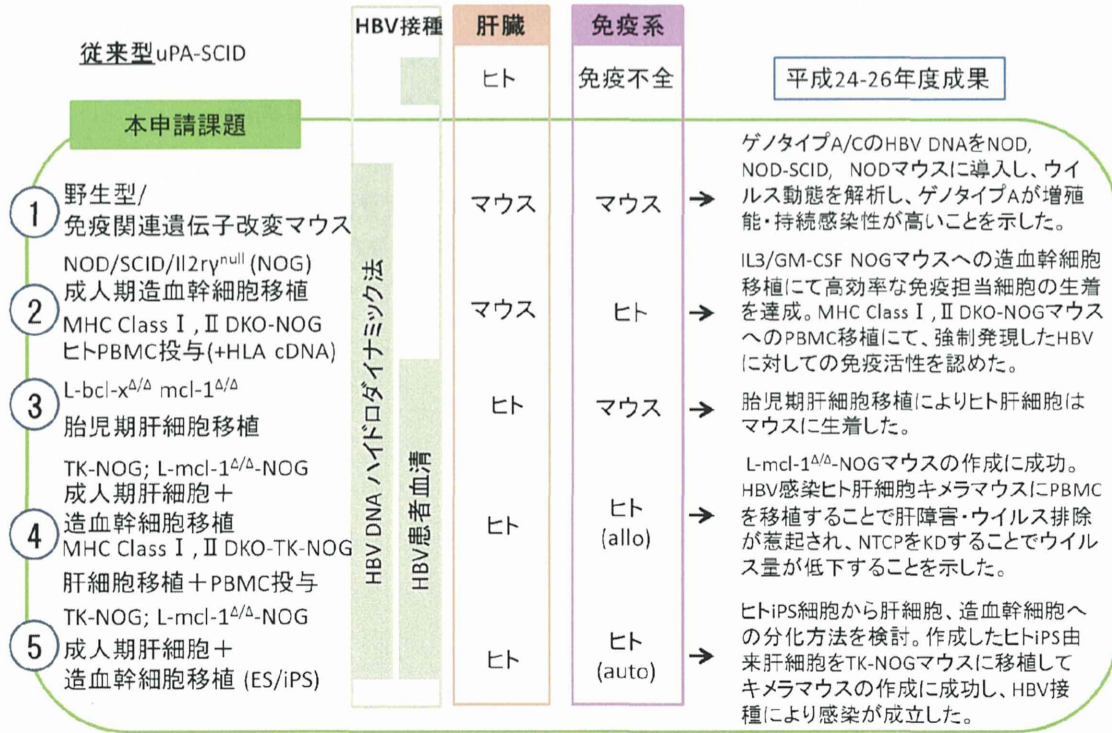 HBV接種
肝臓
免疫系
従来型uPA-SCID
ヒト
免疫不全
平成24-26年度成果
本申請課題
HBV DNA ハイドロダイナミック法
HBV患者血清
1
野生型/
免疫関連遺伝子改変マウス
マウス
マウス
→
ゲノタイプA/CのHBV DNAをNOD,
NOD-SCID, NODマウスに導入し、ウイ
ルス動態を解析し、ゲノタイプAが増殖
能・持続感染性が高いことを示した。
2
NOD/SCID/Il2rγnull (NOG)
成人期造血幹細胞移植
MHC Class Ⅰ,Ⅱ DKO-NOG
ヒトPBMC投与(+HLA cDNA)
マウス
ヒト
→
IL3/GM-CSF NOGマウスへの造血幹細胞
移植にて高効率な免疫担当細胞の生着
を達成。MHC Class Ⅰ,Ⅱ DKO-NOGマウス
へのPBMC移植にて、強制発現したHBV
に対しての免疫活性を認めた。
3
L-bcl-xΔ/Δ mcl-1Δ/Δ
胎児期肝細胞移植
ヒト
マウス
→
胎児期肝細胞移植によりヒト肝細胞は
マウスに生着した。
4
TK-NOG; L-mcl-1Δ/Δ-NOG
成人期肝細胞＋
造血幹細胞移植
MHC Class Ⅰ,Ⅱ DKO-TK-NOG
肝細胞移植＋PBMC投与
ヒト
ヒト
(allo)
→
L-mcl-1Δ/Δ-NOGマウスの作成に成功。
HBV感染ヒト肝細胞キメラマウスにPBMC
を移植することで肝障害・ウイルス排除
が惹起され、NTCPをKDすることでウイル
ス量が低下することを示した。
5
TK-NOG; L-mcl-1Δ/Δ-NOG
成人期肝細胞＋
造血幹細胞移植 (ES/iPS)
ヒト
ヒト
(auto)
→
ヒトiPS細胞から肝細胞、造血幹細胞へ
の分化方法を検討。作成したヒトiPS由
来肝細胞をTK-NOGマウスに移植して
キメラマウスの作成に成功し、HBV接
種により感染が成立した。